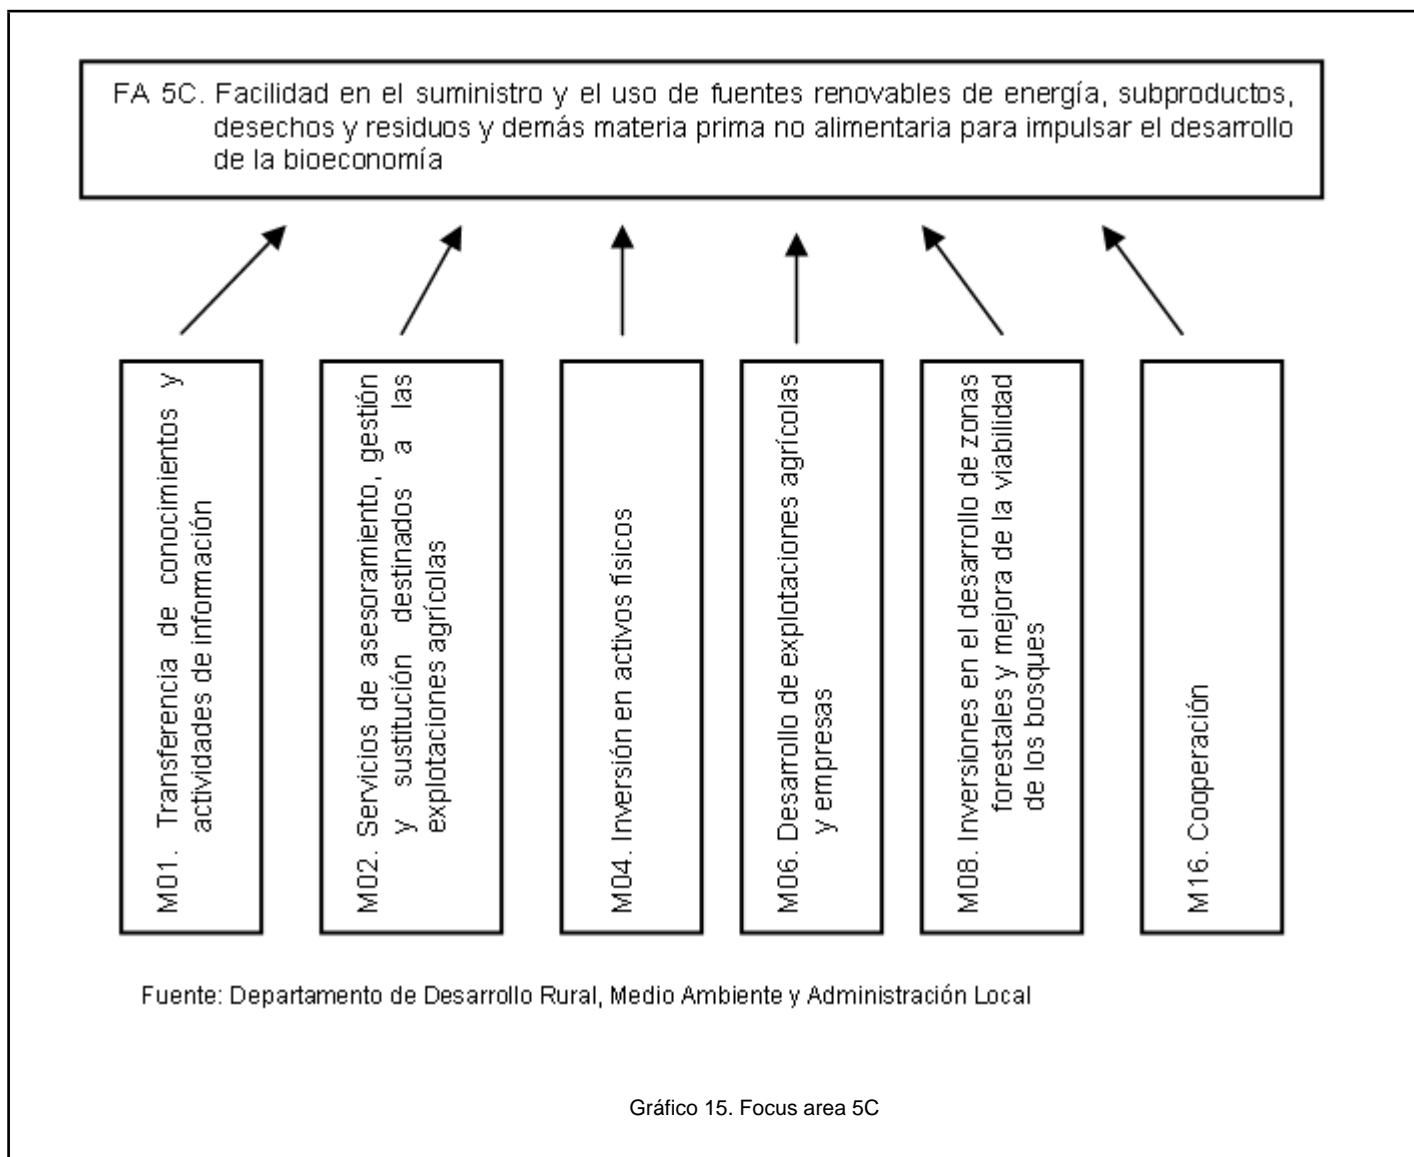 FA 5C. Facilidad en el suministro y el uso de fuentes renovables de energía, subproductos,
desechos y residuos y demás materia prima no alimentaria para impulsar el desarrollo
de la bioeconomía
M01. Transferencia de conocimientos y
actividades de información
M02. Servicios de asesoramiento, gestión
y sustitución destinados a las
explotaciones agrícolas
M04. Inversión en activos físicos
M06. Desarrollo de explotaciones agrícolas
y empresas
M08. Inversiones en el desarrollo de zonas
forestales y mejora de la viabilidad
de los bosques
M16. Cooperación
Fuente: Departamento de Desarrollo Rural, Medio Ambiente y Administración Local
Gráfico 15. Focus area 5C